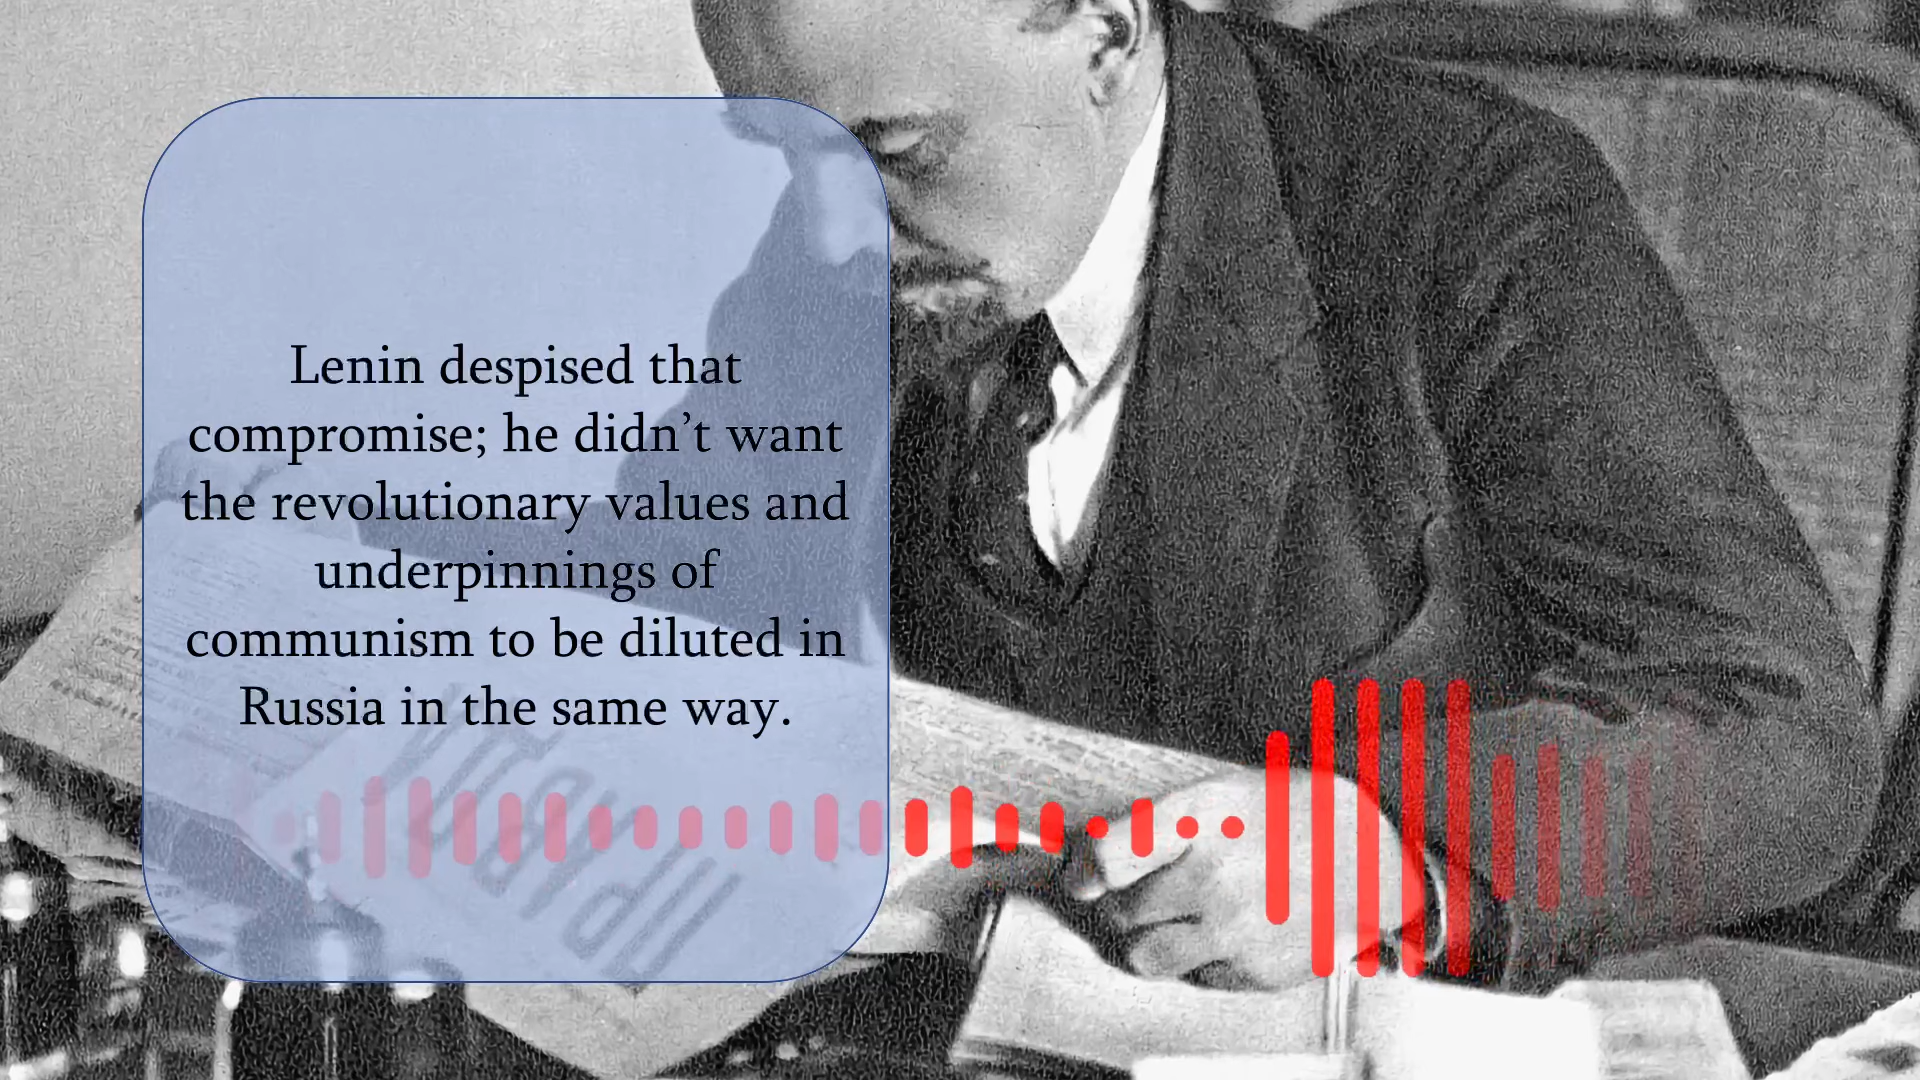 Lenin despised that
compromise; he didn’t want
the revolutionary values and
underpinnings of
communism to be diluted in
Russia in the same way.
ПРАВДА